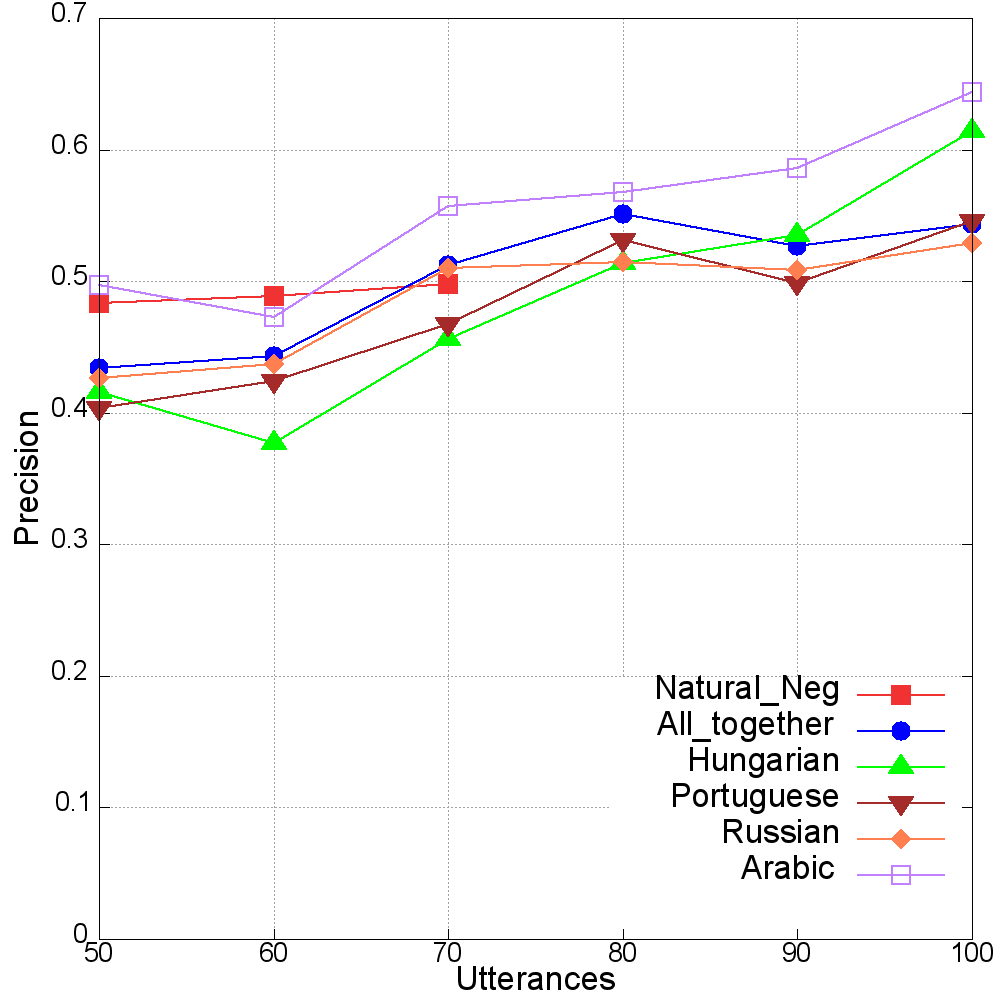 0.7
0.6
0.5
0.4
0.3
0.2
0.1
0
Precision
Natural_Neg
All_together
Hungarian
Portuguese
Russian
Arabic
50 60 70 80 90 100
Utterances